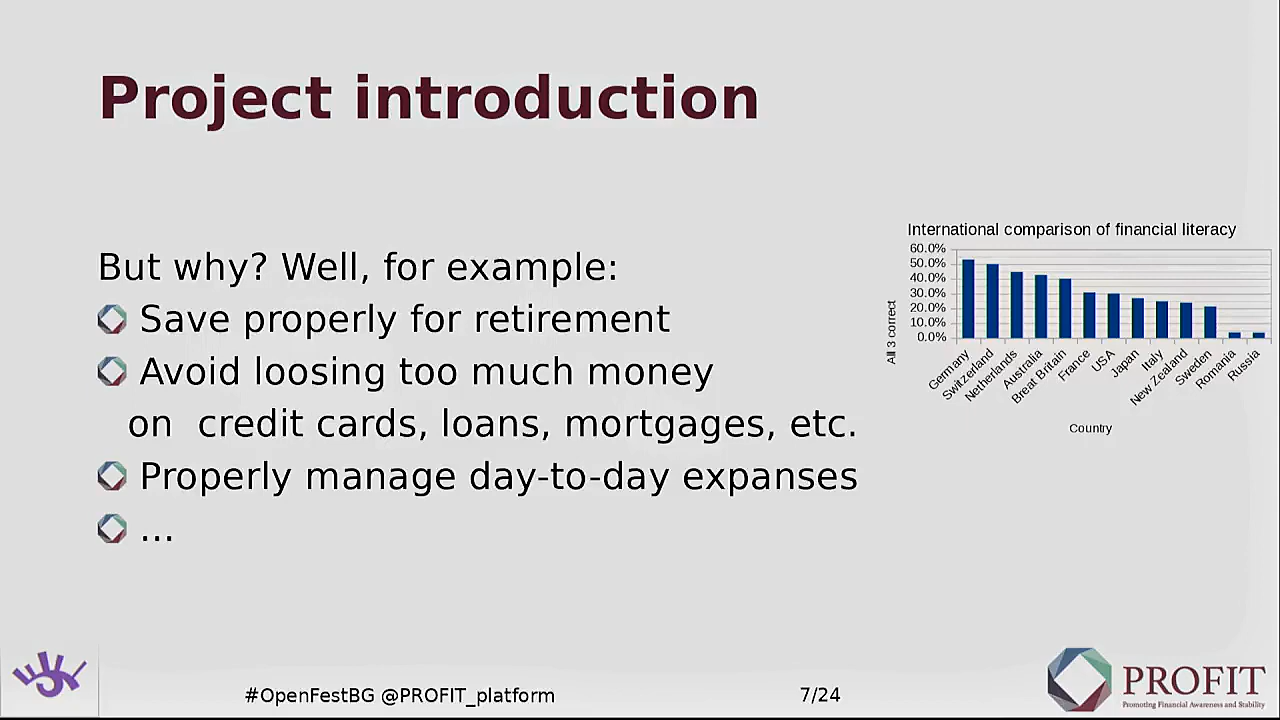 Project introduction
But why? Well, for example:
Save properly for retirement
Avoid loosing too much money
on credit cards, loans, mortgages, etc.
Properly manage day-to-day expanses
...
International comparison of financial literacy
All 3 correct
60.0%
50.0%
40.0%
30.0%
20.0%
10.0%
0.0%
Germany
Switzerland
Netherlands
Australia
Breat Britain
France
USA
Japan
Italy
New Zealand
Sweden
Romania
Russia
Country
#OpenFestBG @PROFIT_platform
7/24
PROFIT
Promoting Financial Awareness and Stability